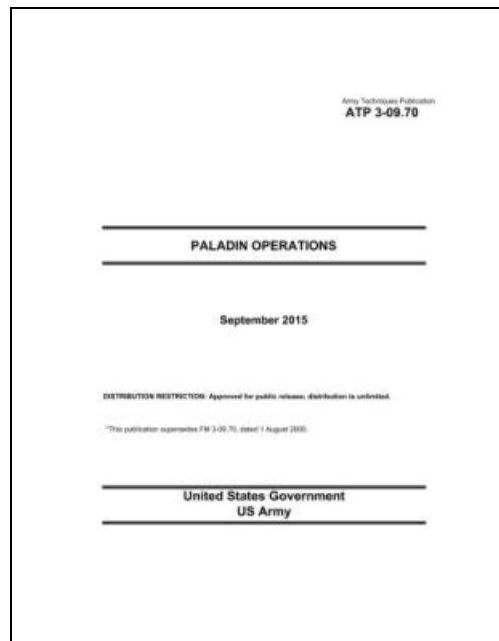 Army Techniques Publication
ATP 3-09.70
PALADIN OPERATIONS
September 2015
DISTRIBUTION RESTRICTION: Approved for public release; distribution is unlimited.
*This publication supersedes FM 3-09.70, dated 1 August 2000.
United States Government
US Army